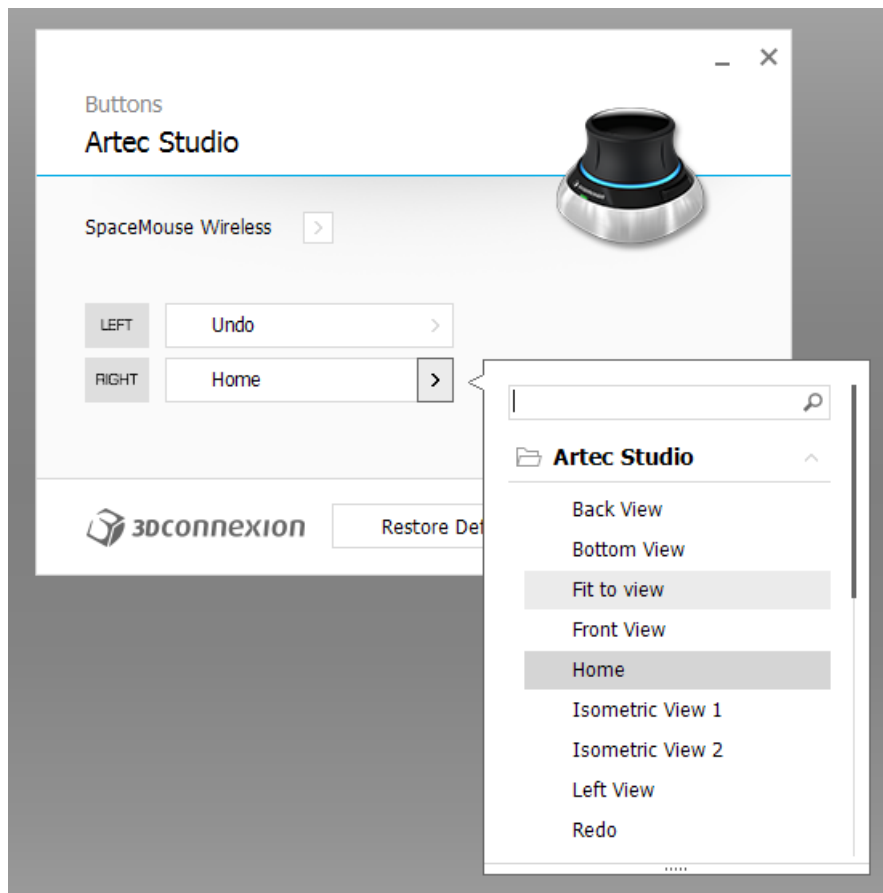 Buttons
Artec Studio
SpaceMouse Wireless
LEFT
Undo
RIGHT
Home
Artec Studio
Back View
Bottom View
Fit to view
Front View
Home
Isometric View 1
Isometric View 2
Left View
Redo
3Dconnexion
Restore Def